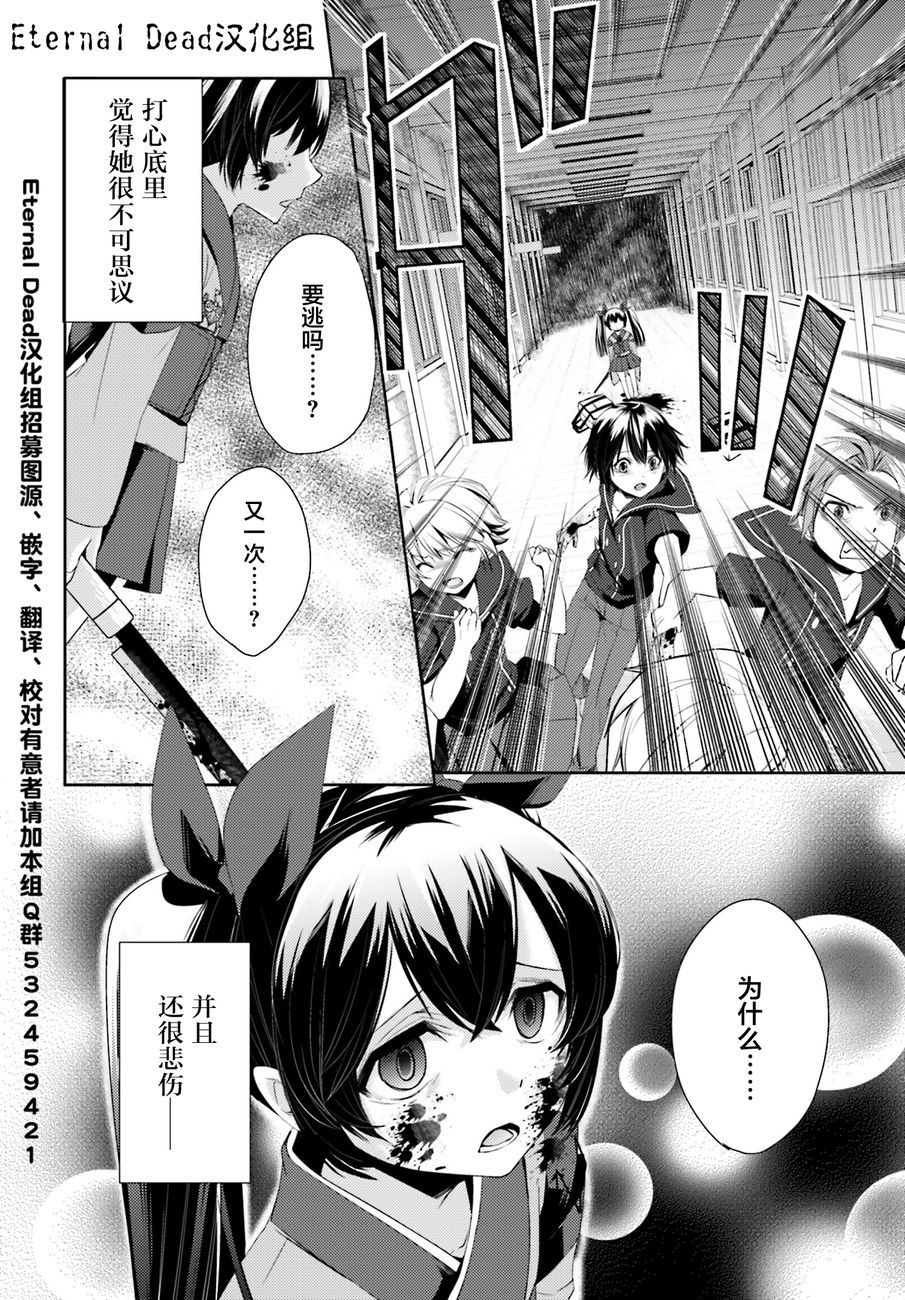 Eternal Dead汉化组
打心底里
觉得她很不可思议
要逃吗……?
又一次……?
为什么……
并且
还很悲伤——
Eternal Dead汉化组招募图源、嵌字、翻译、校对有意者请加本组Q群532459421